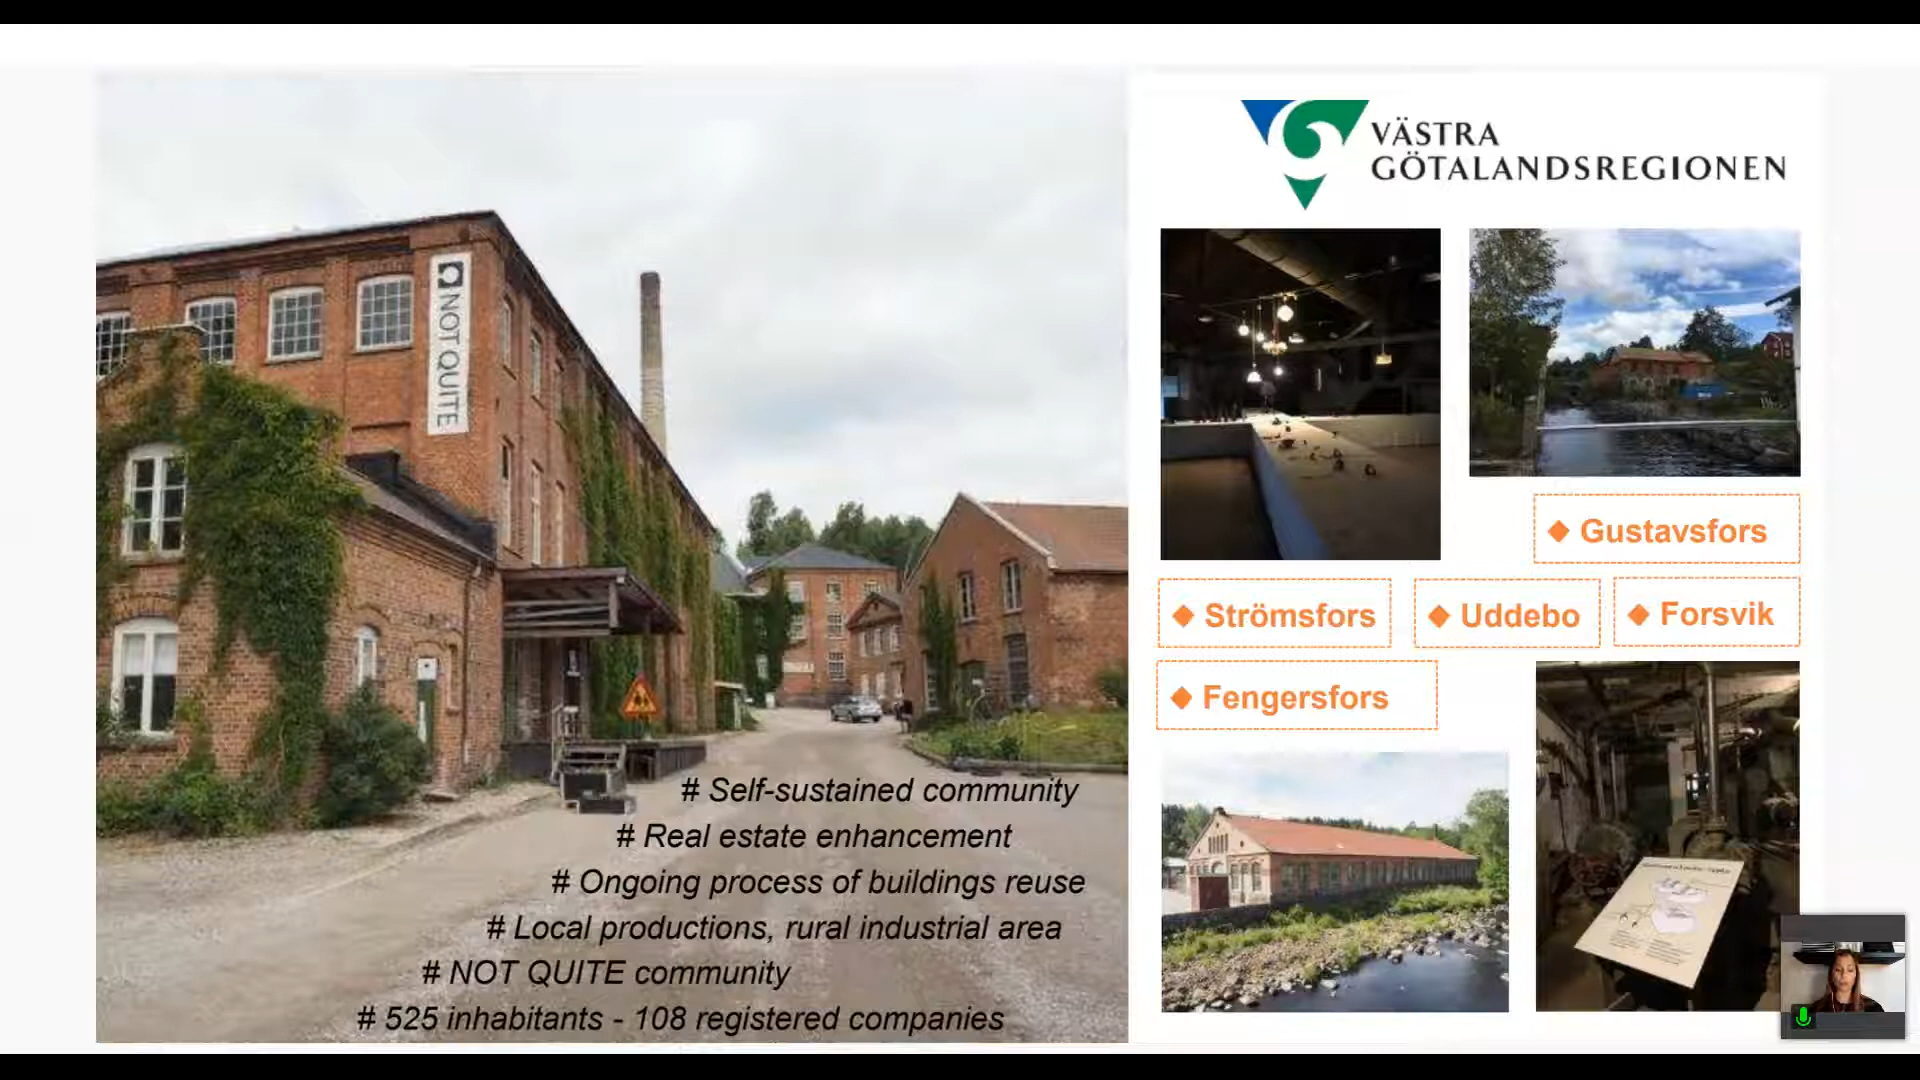 NOT QUITE
# Self-sustained community
# Real estate enhancement
# Ongoing process of buildings reuse
# Local productions, rural industrial area
# NOT QUITE community
# 525 inhabitants - 108 registered companies
VÄSTRA
GÖTALANDSREGIONEN
◆ Gustavsfors
◆ Strömsfors
◆ Uddebo
◆ Forsvik
◆ Fengersfors